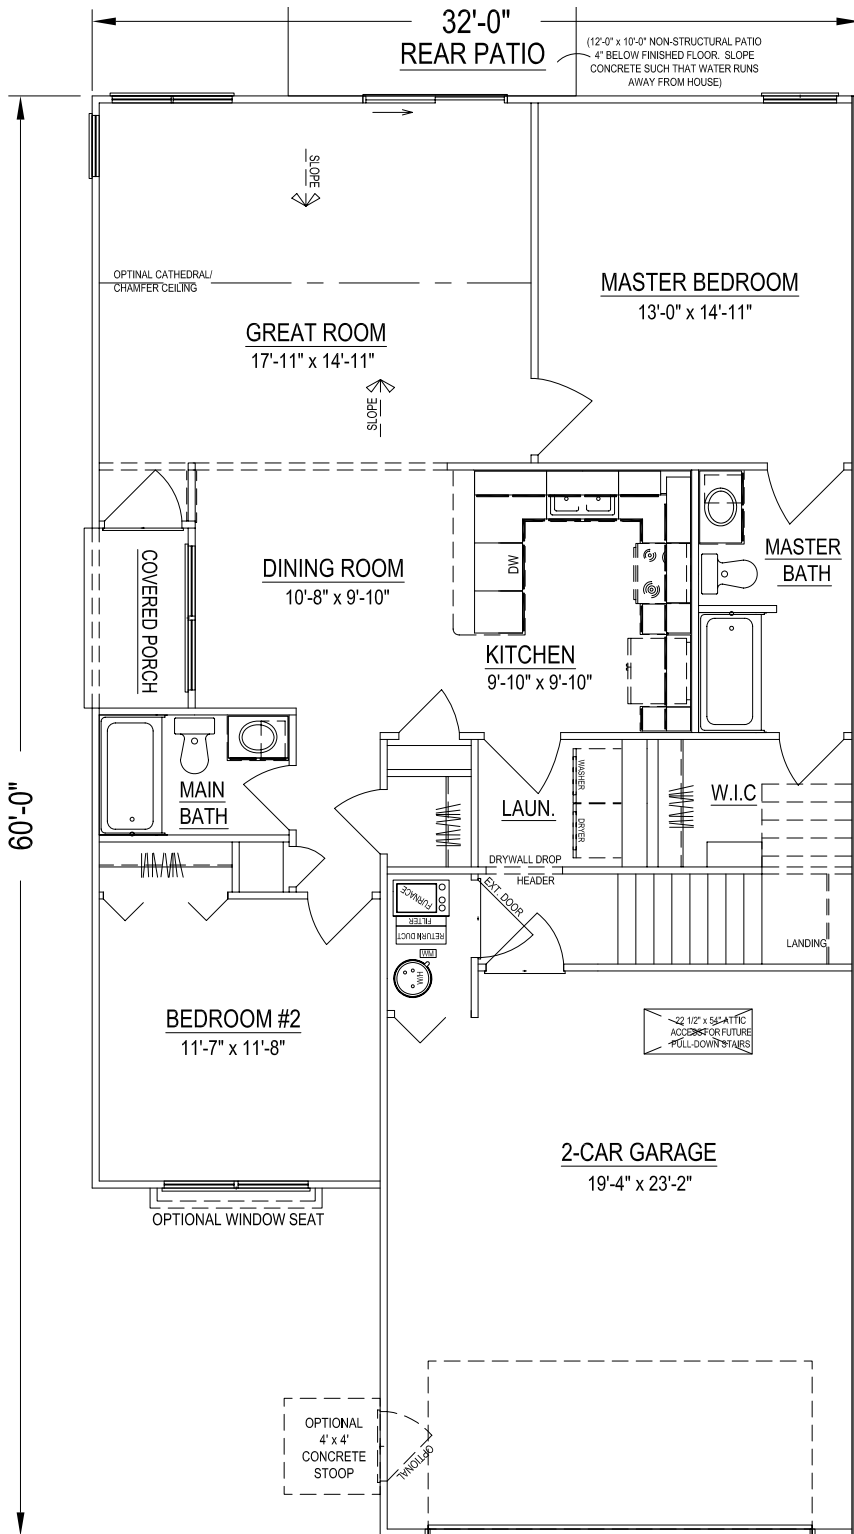 32'-0"
REAR PATIO
(12'-0" x 10'-0" NON-STRUCTURAL PATIO
4" BELOW FINISHED FLOOR. SLOPE
CONCRETE SUCH THAT WATER RUNS
AWAY FROM HOUSE)
SLOPE
OPTINAL CATHEDRAL/
CHAMFER CEILING
MASTER BEDROOM
13'-0" x 14'-11"
GREAT ROOM
17'-11" x 14'-11"
SLOPE
COVERED PORCH
DINING ROOM
10'-8" x 9'-10"
DW
MASTER
BATH
KITCHEN
9'-10" x 9'-10"
60'-0"
MAIN
BATH
LAUN.
WASHER
DRYER
W.I.C
DRYWALL DROP
HEADER
EXT. DOOR
FURNACE
FILTER
RETURN DUCT
W/H
LANDING
BEDROOM #2
11'-7" x 11'-8"
22 1/2" x 54" ATTIC
ACCESS FOR FUTURE
PULL-DOWN STAIRS
2-CAR GARAGE
19'-4" x 23'-2"
OPTIONAL WINDOW SEAT
OPTIONAL
4' x 4'
CONCRETE
STOOP
OPTIONAL